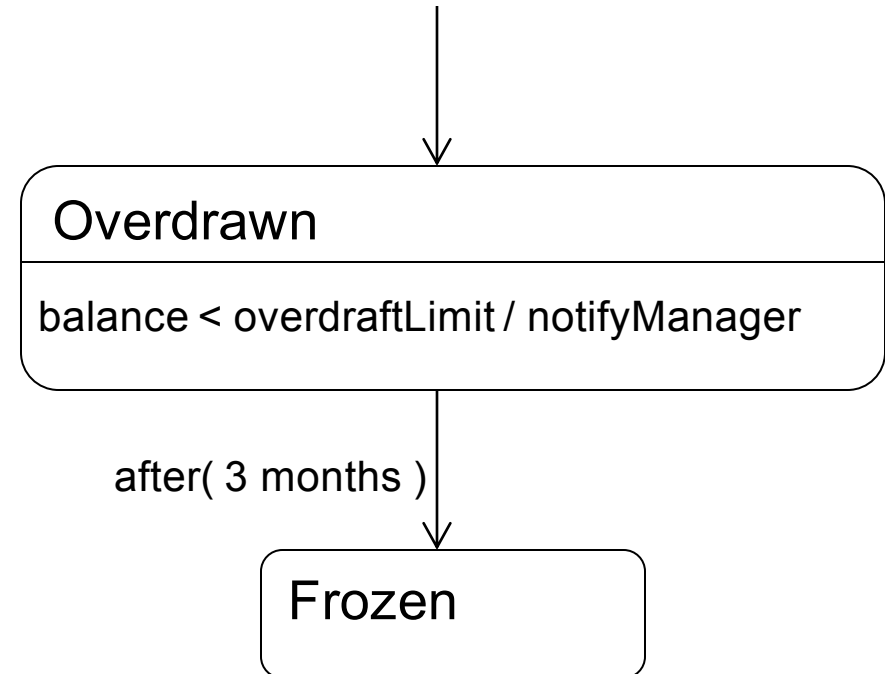 Overdrawn
balance < overdraftLimit / notifyManager
after( 3 months )
Frozen